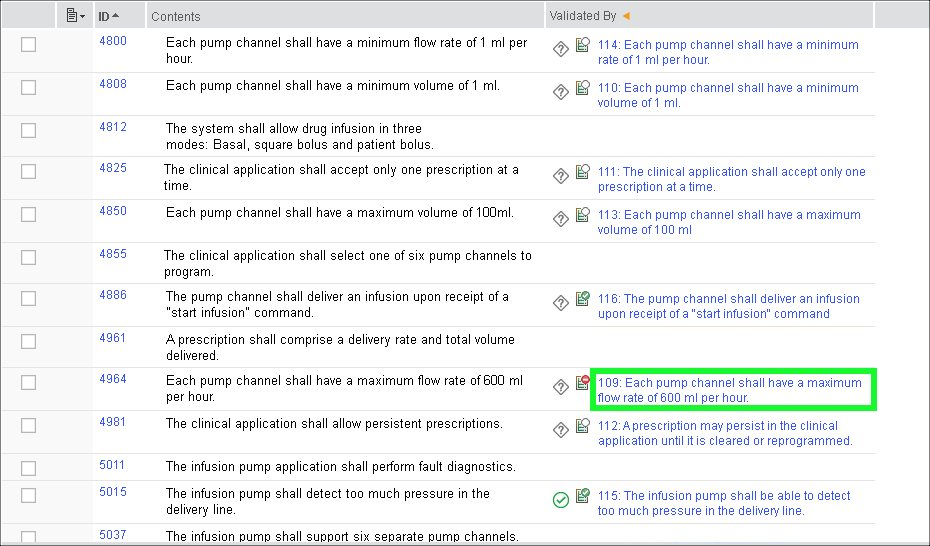 ID Contents Validated By
4800 Each pump channel shall have a minimum flow rate of 1 ml per 114: Each pump channel shall have a minimum
hour. rate of 1 ml per hour.
4808 Each pump channel shall have a minimum volume of 1 ml. 110: Each pump channel shall have a minimum
volume of 1 ml.
4812 The system shall allow drug infusion in three
modes: Basal, square bolus and patient bolus.
4825 The clinical application shall accept only one prescription at a 111: The clinical application shall accept only one
time. prescription at a time.
4850 Each pump channel shall have a maximum volume of 100ml. 113: Each pump channel shall have a maximum
volume of 100 ml
4855 The clinical application shall select one of six pump channels to
program.
4886 The pump channel shall deliver an infusion upon receipt of a 116: The pump channel shall deliver an infusion
"start infusion" command. upon receipt of a "start infusion" command
4961 A prescription shall comprise a delivery rate and total volume
delivered.
4964 Each pump channel shall have a maximum flow rate of 600 ml 109: Each pump channel shall have a maximum
per hour. flow rate of 600 ml per hour.
4981 The clinical application shall allow persistent prescriptions. 112: A prescription may persist in the clinical
application until it is cleared or reprogrammed.
5011 The infusion pump application shall perform fault diagnostics.
5015 The infusion pump shall detect too much pressure in the 115: The infusion pump shall be able to detect
delivery line. too much pressure in the delivery line.
5037 The infusion pump shall support six separate pump channels.